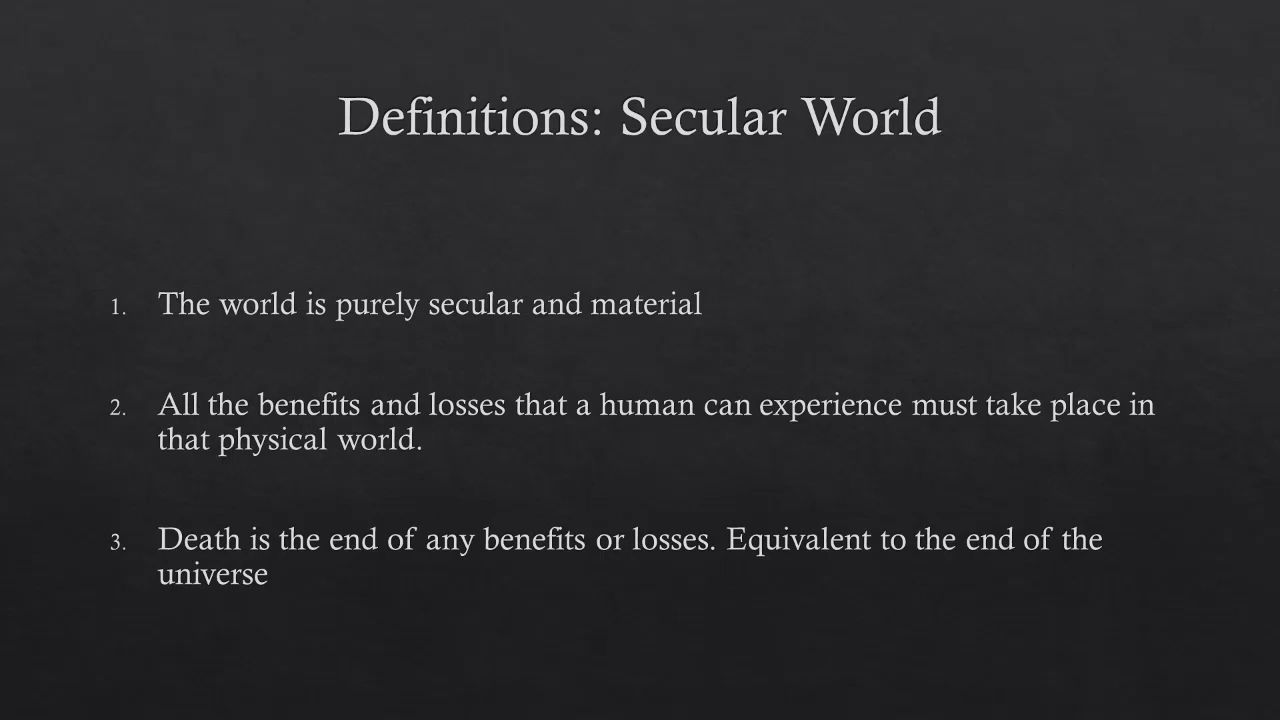 Definitions: Secular World
1. The world is purely secular and material
2. All the benefits and losses that a human can experience must take place in
that physical world.
3. Death is the end of any benefits or losses. Equivalent to the end of the
universe